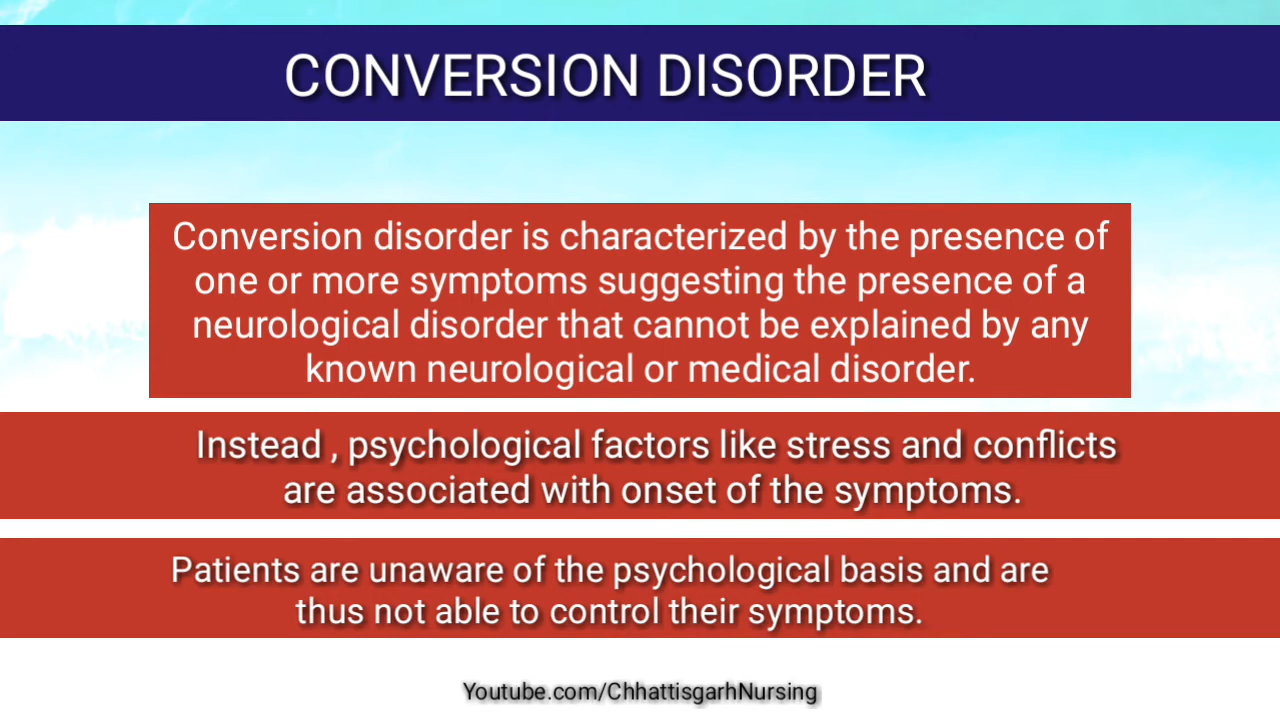 CONVERSION DISORDER
Conversion disorder is characterized by the presence of
one or more symptoms suggesting the presence of a
neurological disorder that cannot be explained by any
known neurological or medical disorder.
Instead , psychological factors like stress and conflicts
are associated with onset of the symptoms.
Patients are unaware of the psychological basis and are
thus not able to control their symptoms.
Youtube.com/ChhattisgarhNursing